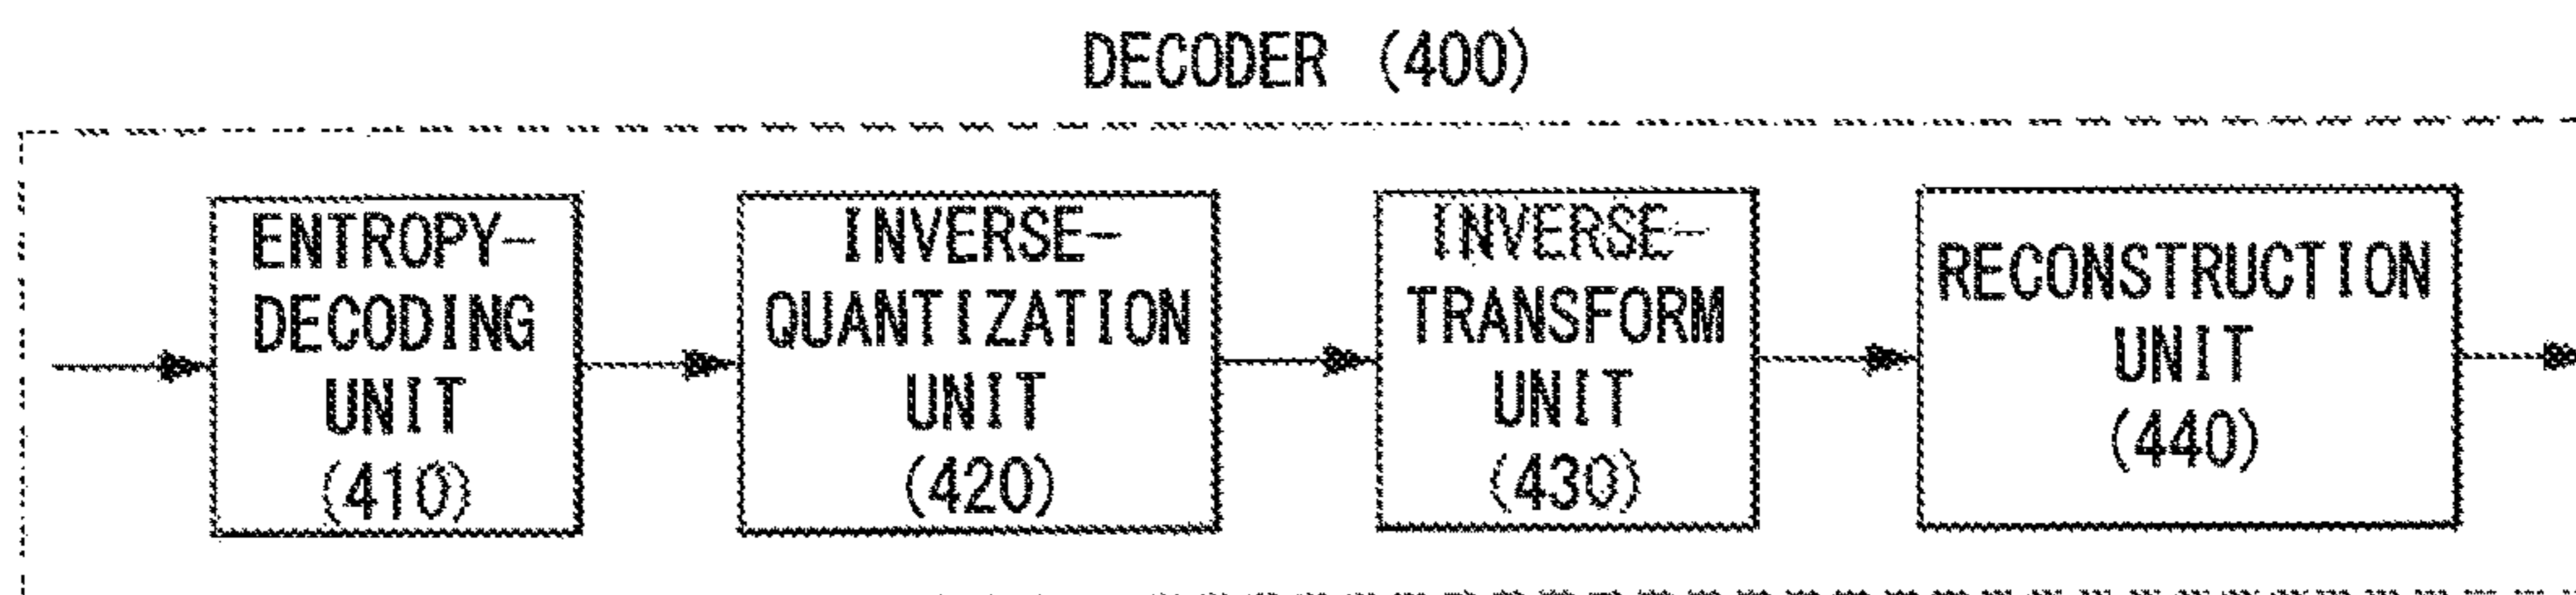 DECODER (400)
ENTROPY-
DECODING
UNIT
(410)
INVERSE-
QUANTIZATION
UNIT
(420)
INVERSE-
TRANSFORM
UNIT
(430)
RECONSTRUCTION
UNIT
(440)